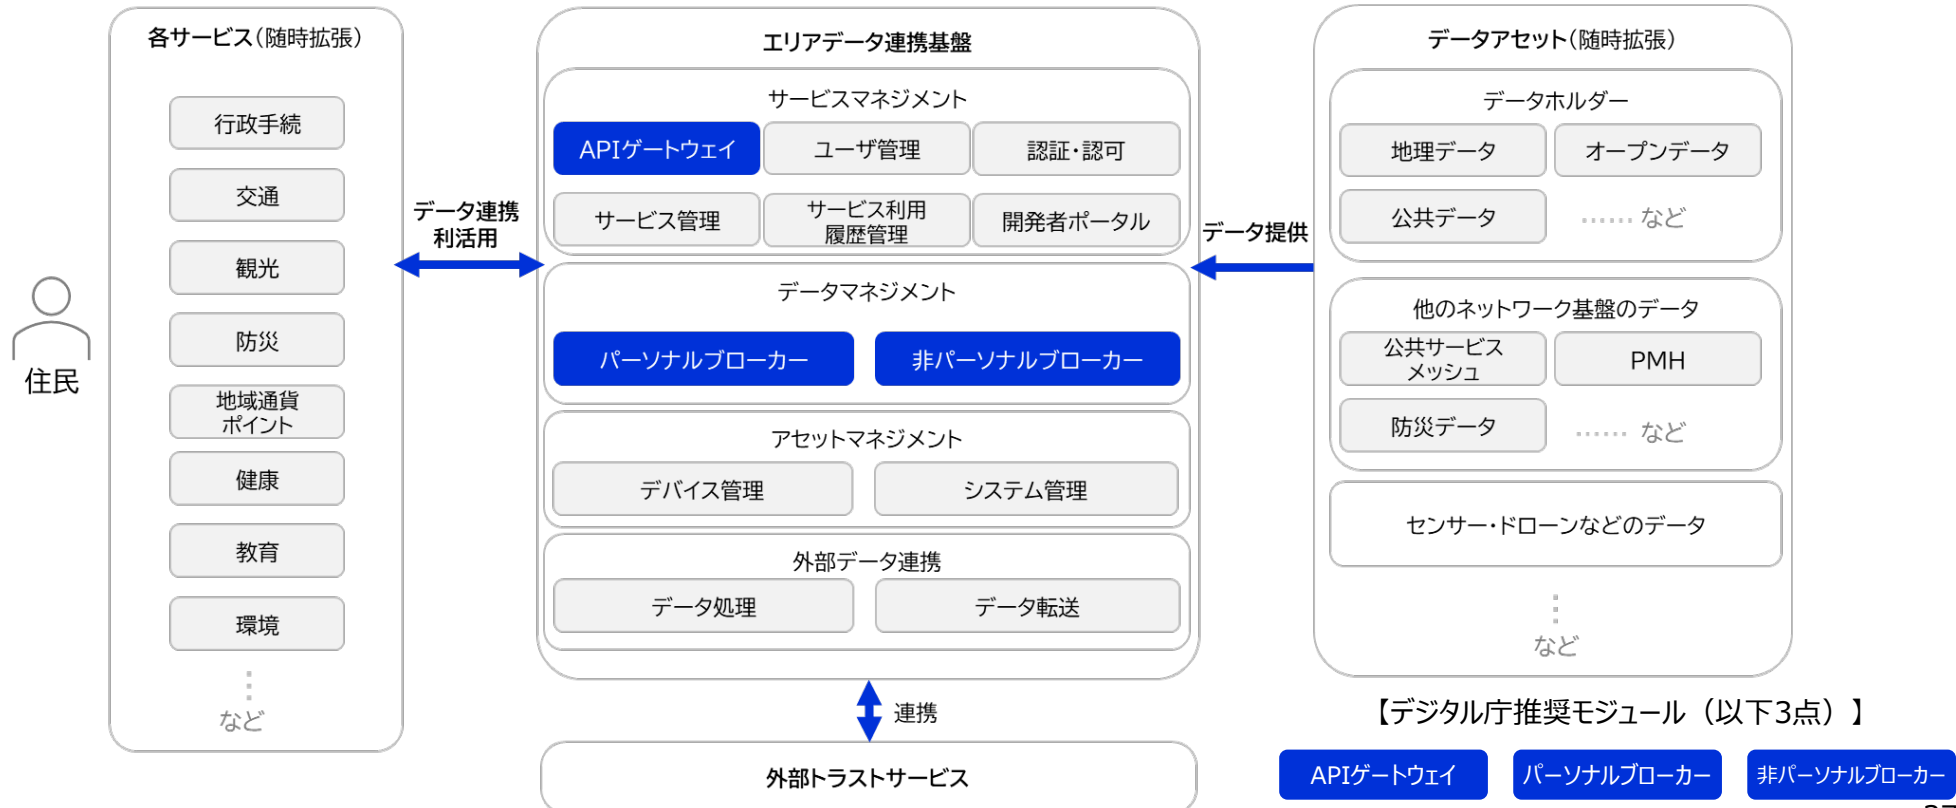 住民
各サービス(随時拡張)
行政手続
交通
観光
防災
地域通貨
ポイント
健康
教育
環境
など
データ連携
利活用
エリアデータ連携基盤
サービスマネジメント
APIゲートウェイ
ユーザ管理
認証・認可
サービス管理
サービス利用
履歴管理
開発者ポータル
データマネジメント
パーソナルブローカー
非パーソナルブローカー
アセットマネジメント
デバイス管理
システム管理
外部データ連携
データ処理
データ転送
連携
外部トラストサービス
データ提供
データアセット(随時拡張)
データホルダー
地理データ
オープンデータ
公共データ
…… など
他のネットワーク基盤のデータ
公共サービス
メッシュ
PMH
防災データ
…… など
センサー・ドローンなどのデータ
など
【デジタル庁推奨モジュール（以下3点）】
APIゲートウェイ
パーソナルブローカー
非パーソナルブローカー